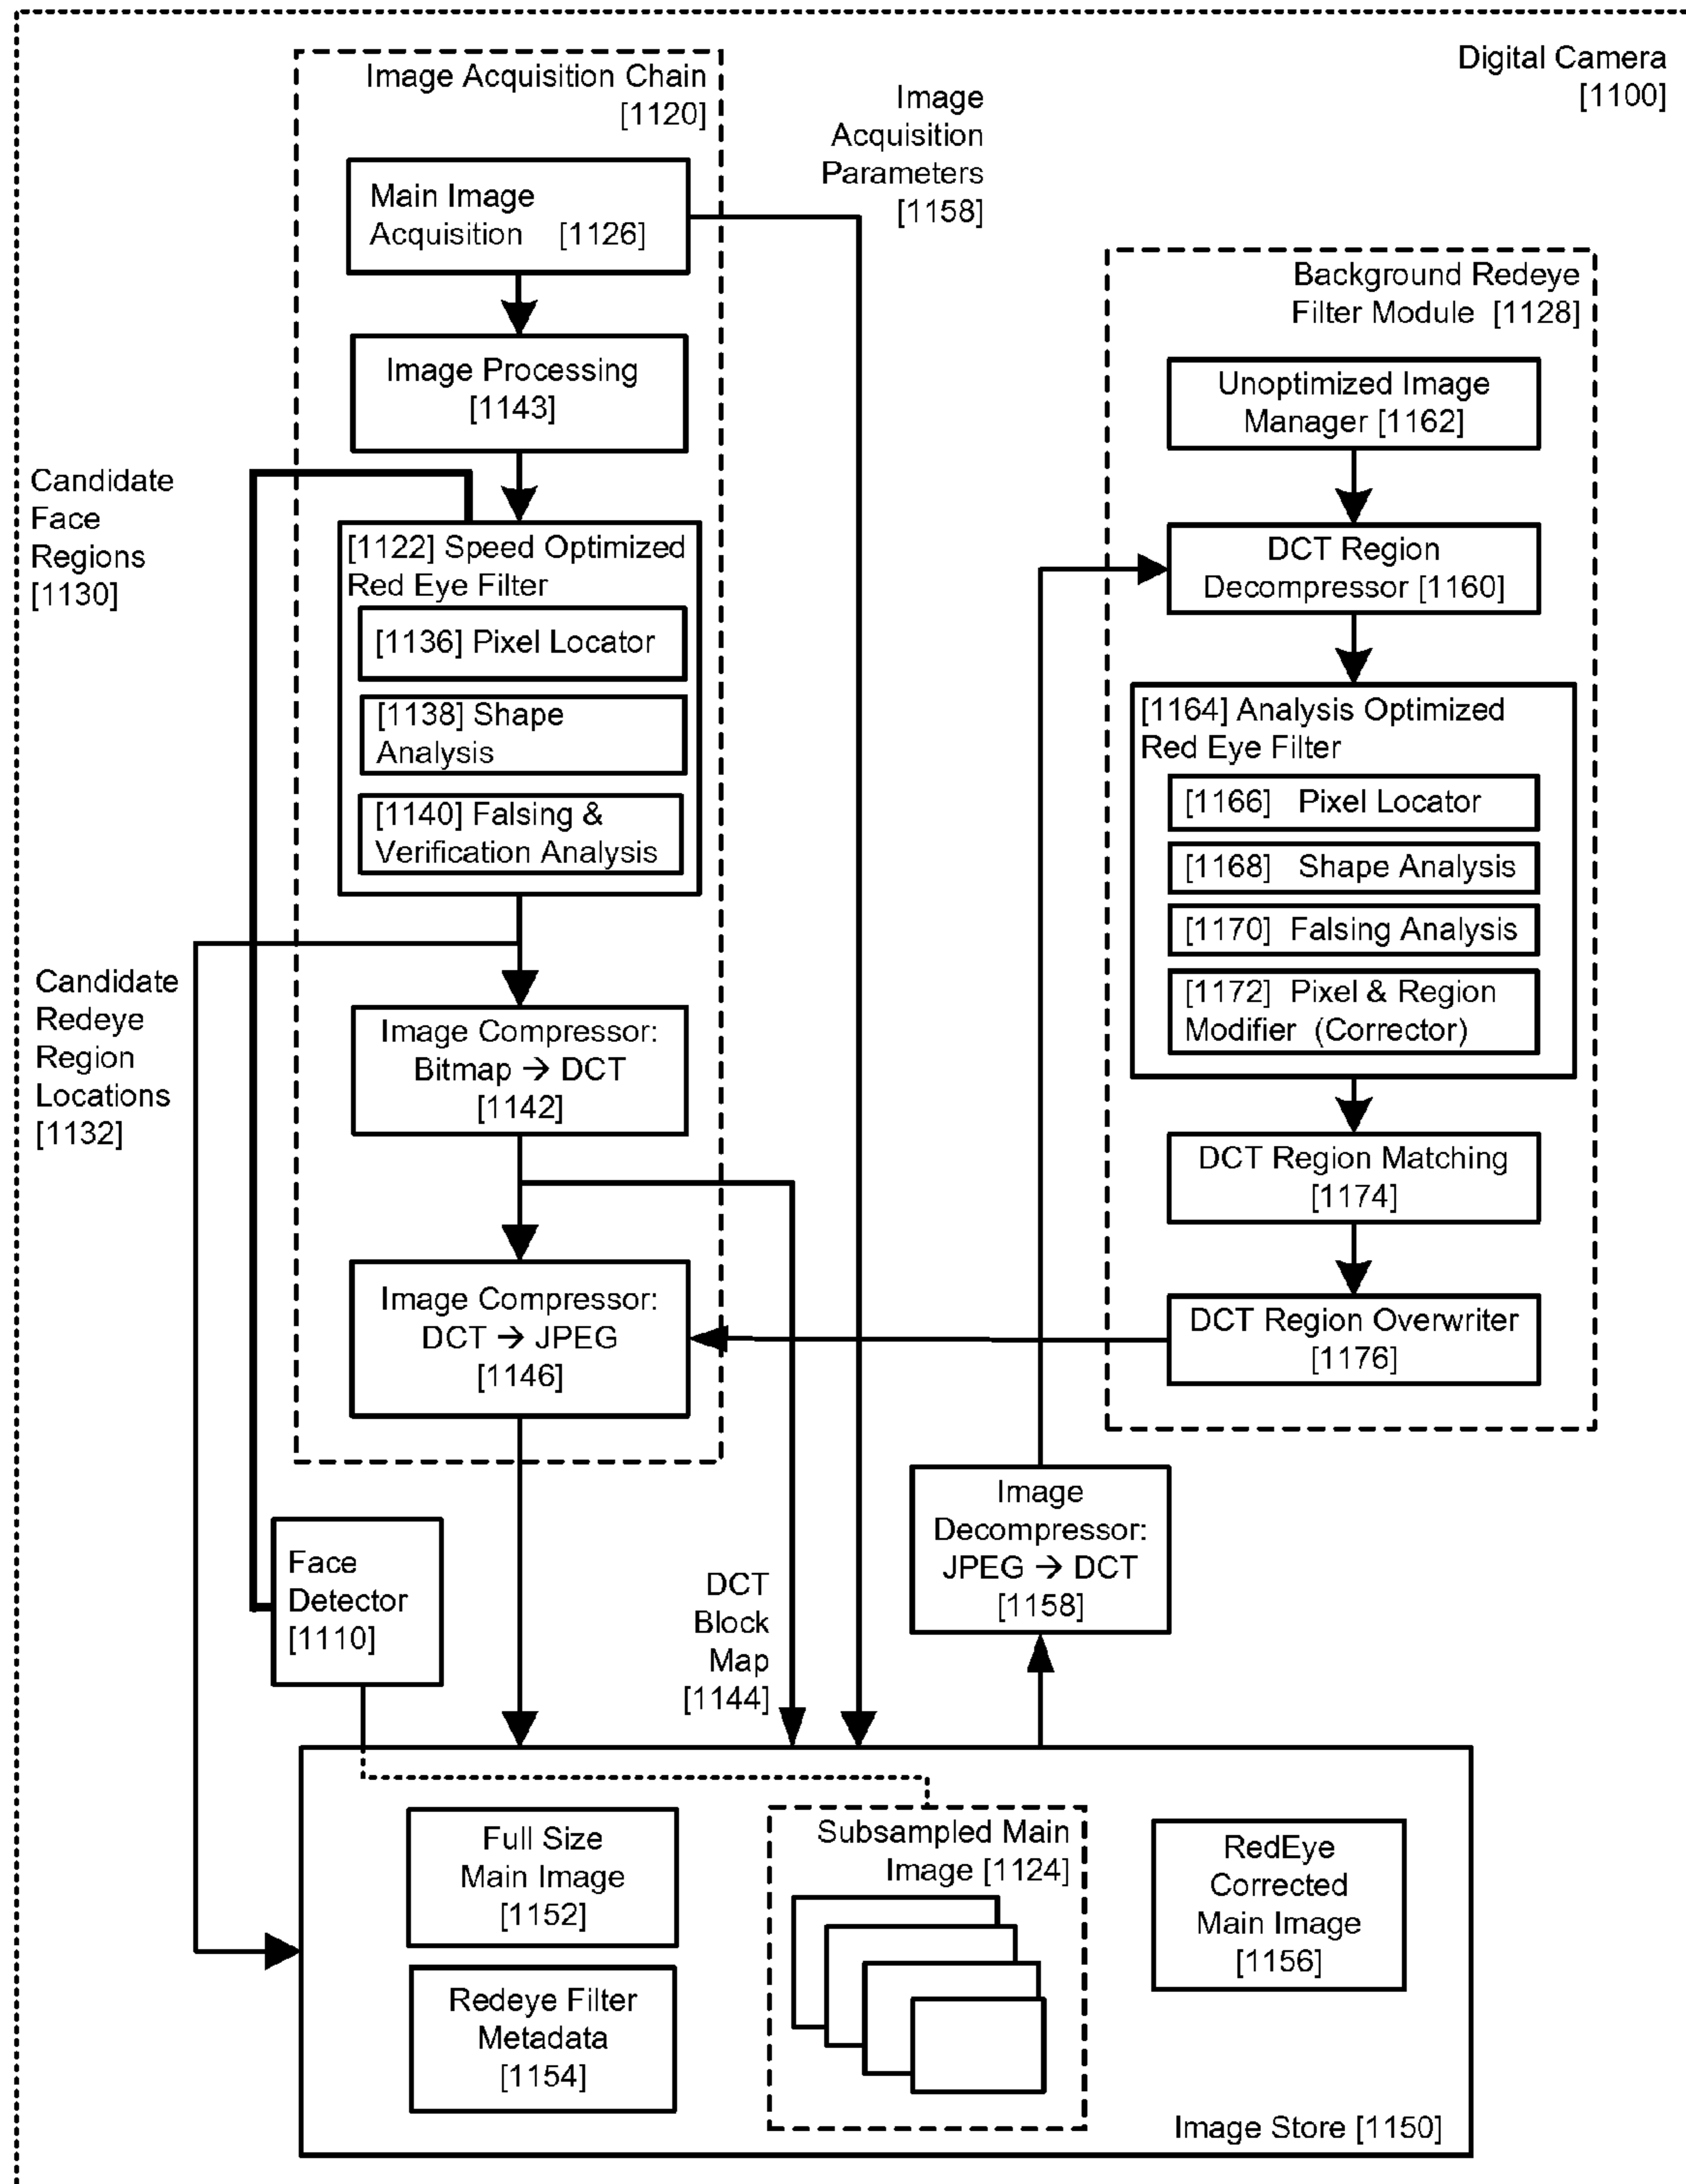 Digital Camera
[1100]
Image Acquisition Chain
[1120]
Image
Acquisition
Parameters
[1158]
Main Image
Acquisition [1126]
Image Processing
[1143]
Candidate
Face
Regions
[1130]
[1122] Speed Optimized
Red Eye Filter
[1136] Pixel Locator
[1138] Shape
Analysis
[1140] Falsing &
Verification Analysis
Candidate
Redeye
Region
Locations
[1132]
Image Compressor:
Bitmap → DCT
[1142]
Image Compressor:
DCT → JPEG
[1146]
Background Redeye
Filter Module [1128]
Unoptimized Image
Manager [1162]
DCT Region
Decompressor [1160]
[1164] Analysis Optimized
Red Eye Filter
[1166] Pixel Locator
[1168] Shape Analysis
[1170] Falsing Analysis
[1172] Pixel & Region
Modifier (Corrector)
DCT Region Matching
[1174]
DCT Region Overwriter
[1176]
Face
Detector
[1110]
DCT
Block
Map
[1144]
Image
Decompressor:
JPEG → DCT
[1158]
Full Size
Main Image
[1152]
Redeye Filter
Metadata
[1154]
Subsampled Main
Image [1124]
RedEye
Corrected
Main Image
[1156]
Image Store [1150]